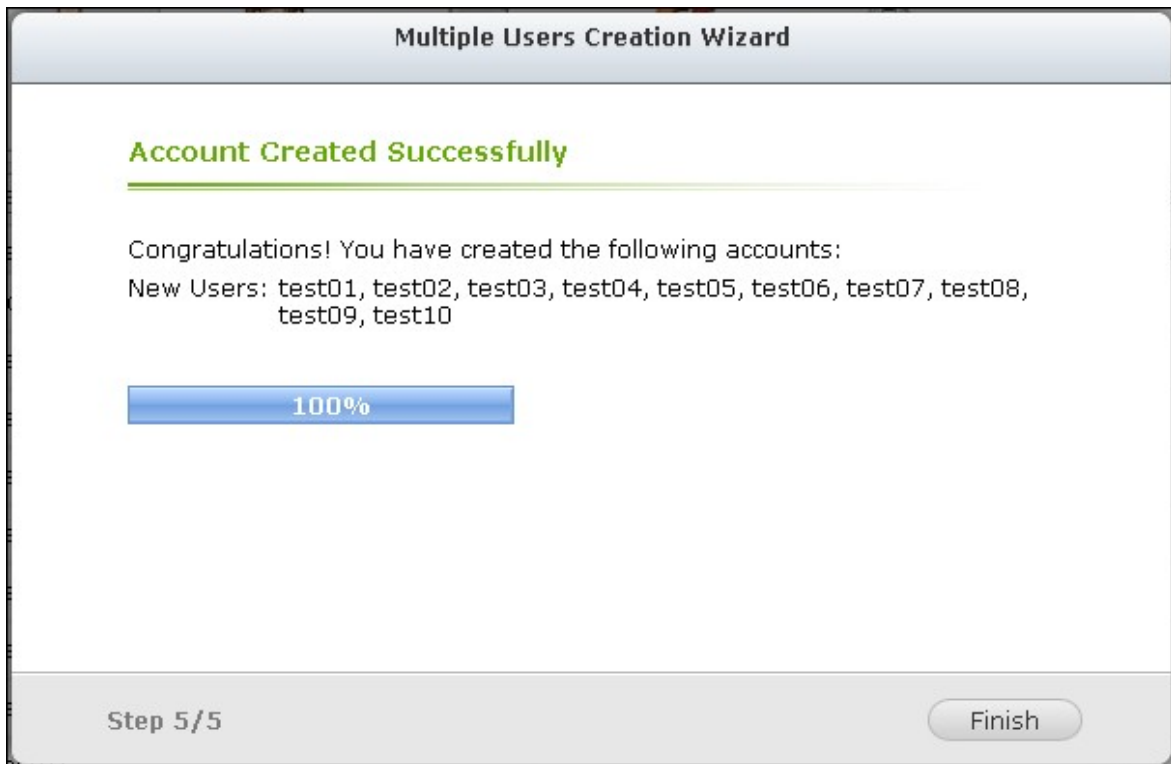 Multiple Users Creation Wizard
Account Created Successfully
Congratulations! You have created the following accounts:
New Users: test01, test02, test03, test04, test05, test06, test07, test08,
test09, test10
100%
Step 5/5
Finish